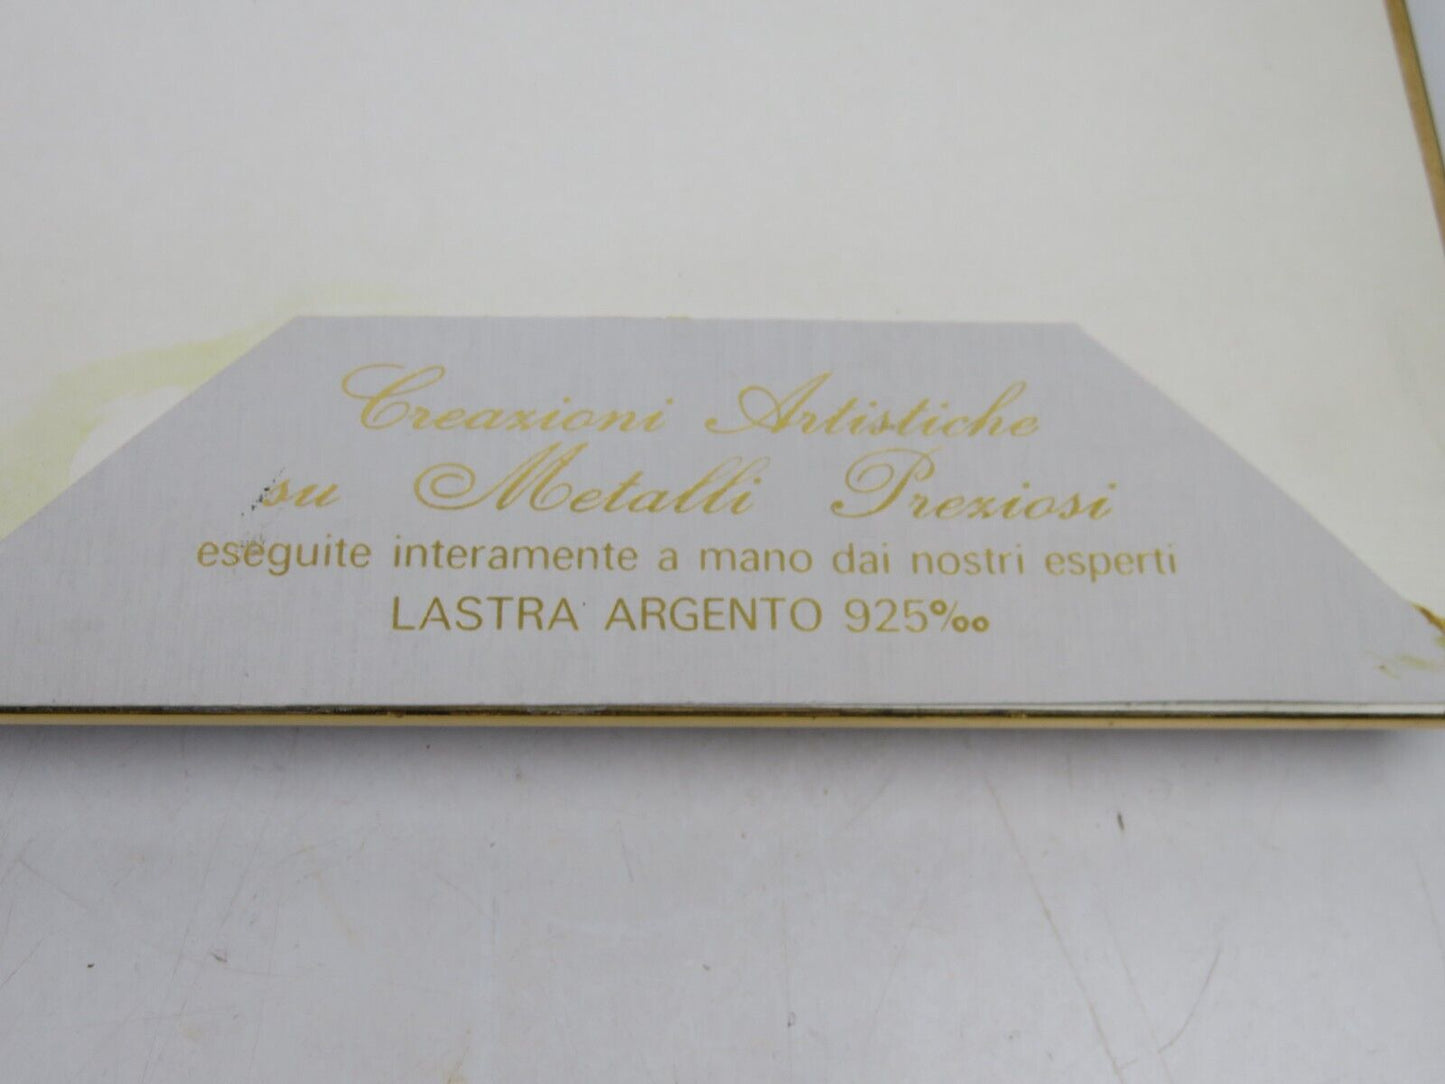 Creazioni Artistiche
su Metalli Preziosi
eseguite interamente a mano dai nostri esperti
LASTRA ARGENTO 925‰